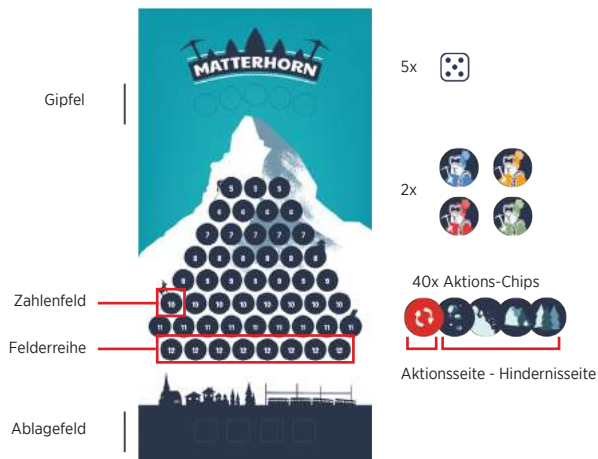 MATTERHORN
Gipfel
5x
5 5 5
6 6 6 6
7 7 7 7 7
2x
8 8 8 8 8 8
9 9 9 9 9 9 9
40x Aktions-Chips
Zahlenfeld
10 10 10 10 10 10 10 10
11 11 11 11 11 11 11 11 11
Felderreihe
12 12 12 12 12 12 12 12
Aktionsseite - Hindernisseite
Ablagefeld